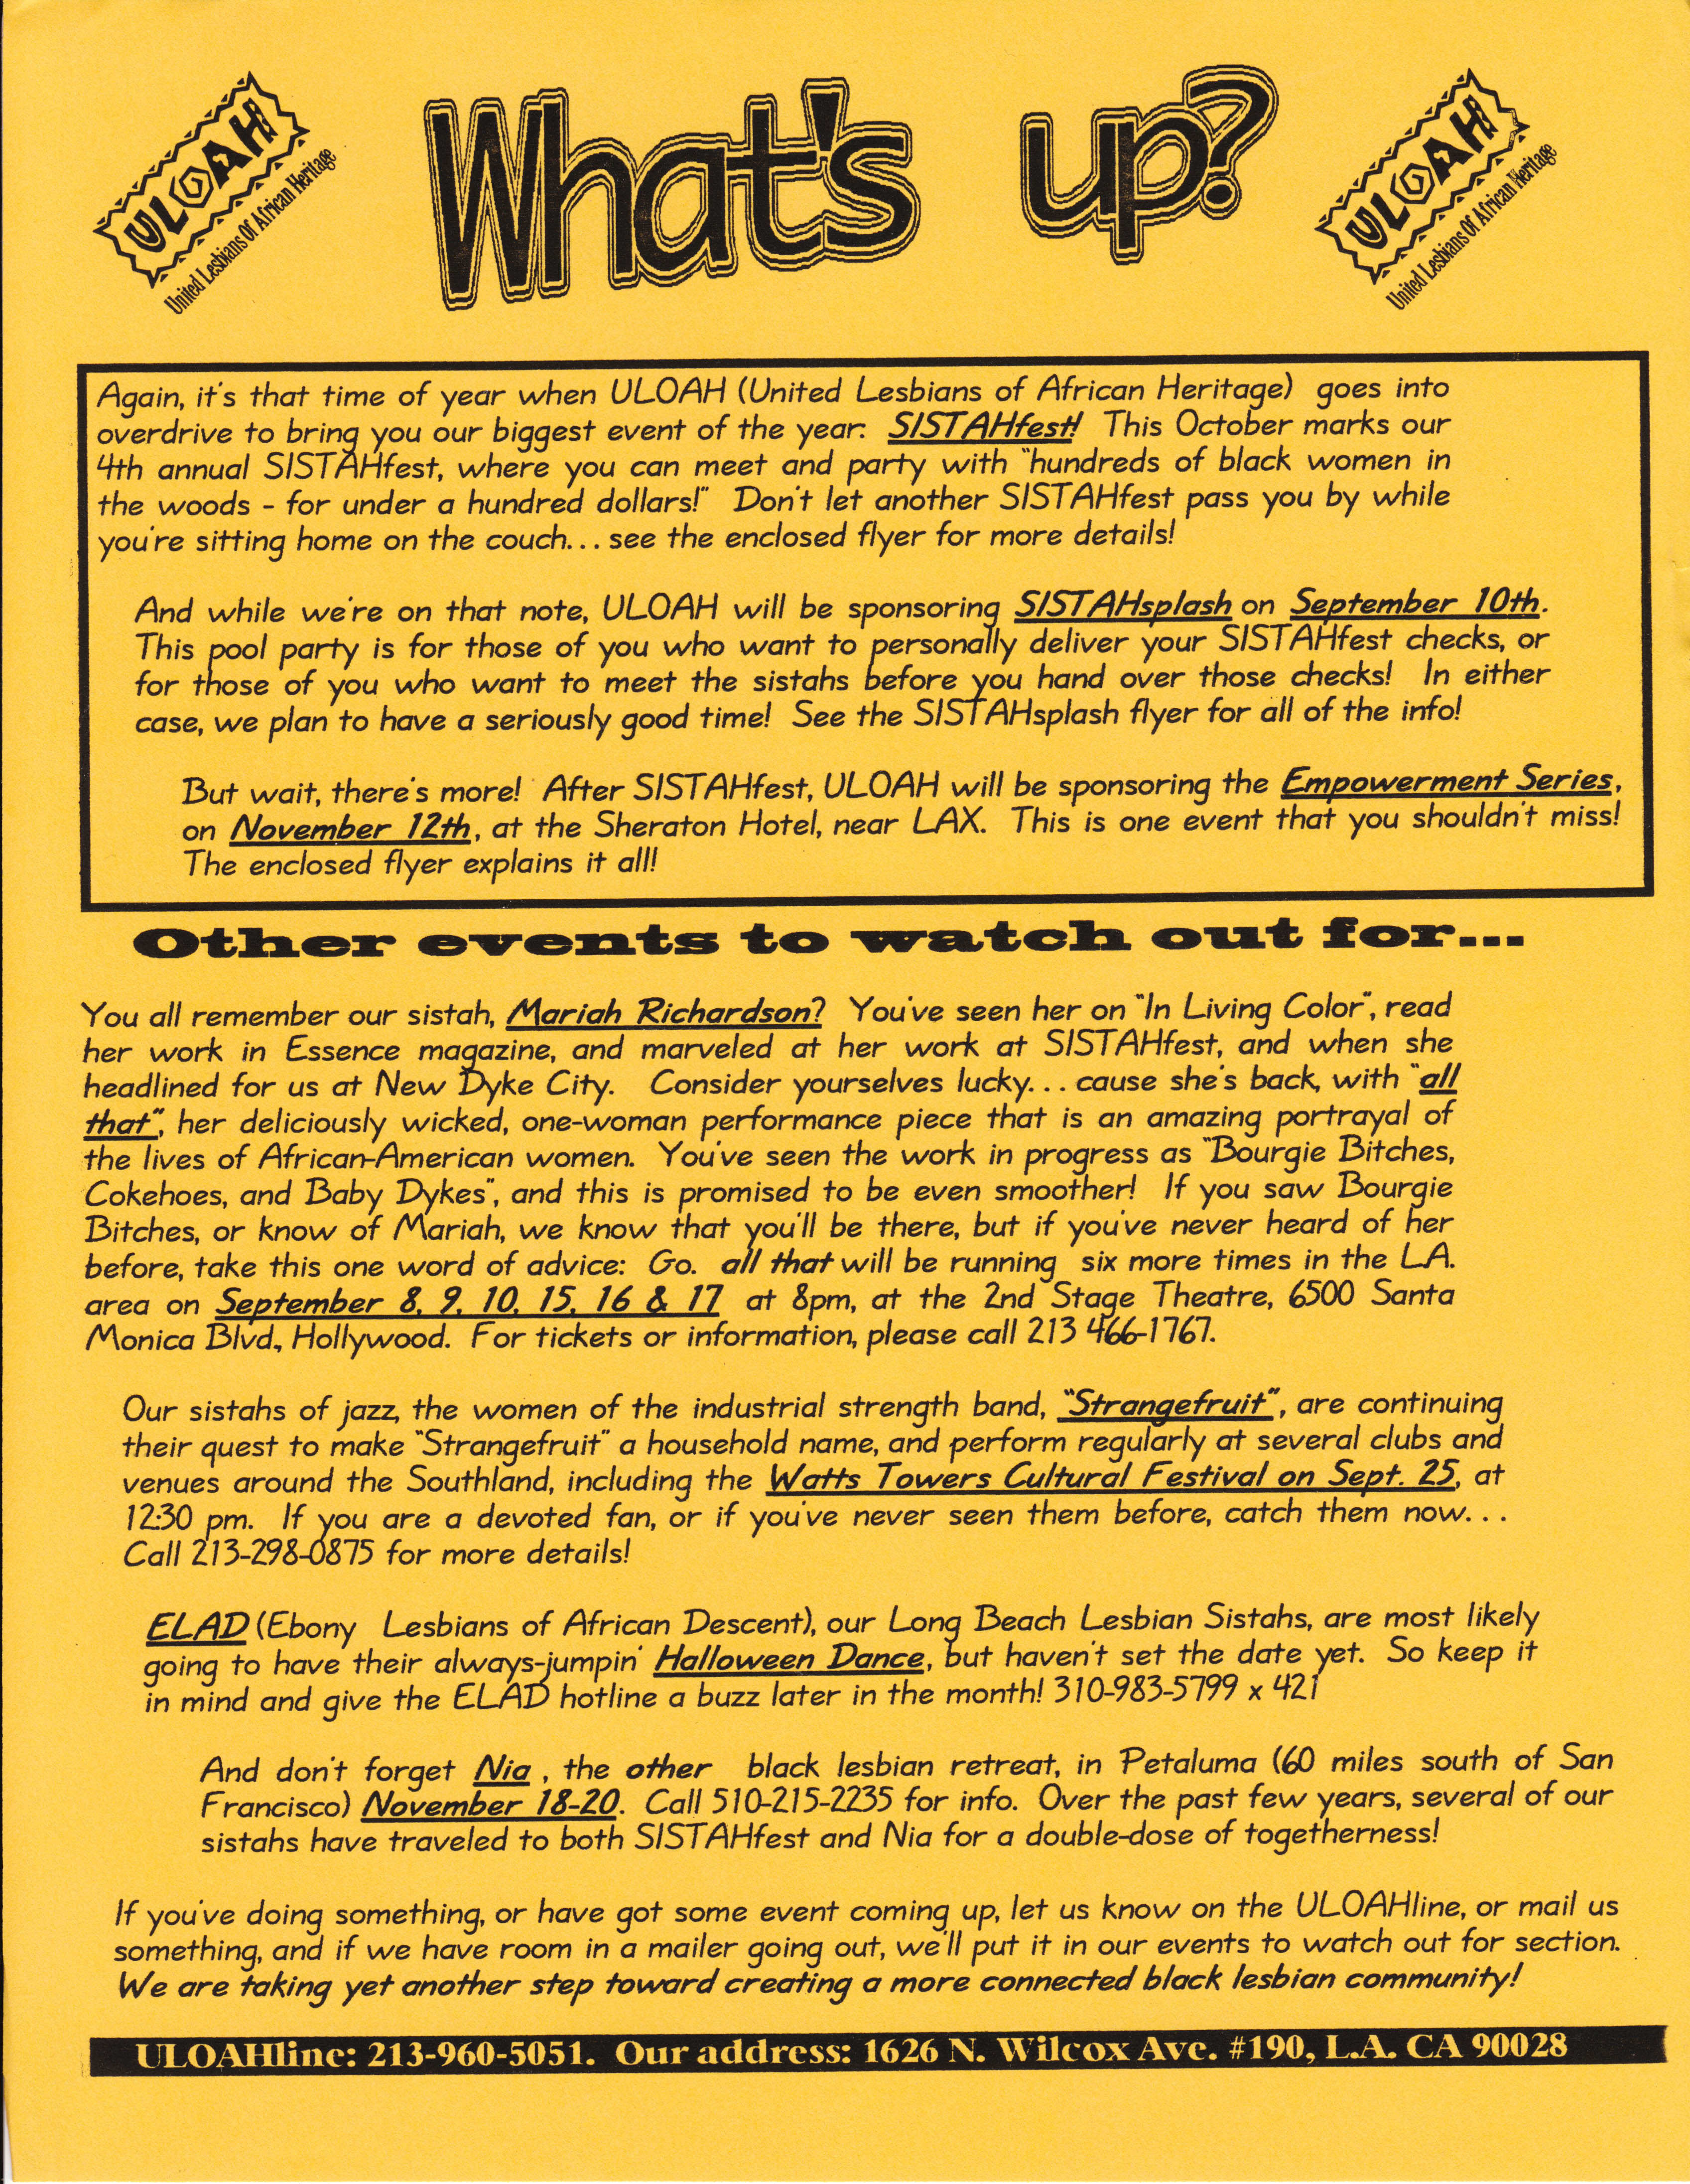 ULOAH
United Lesbians Of African Heritage
What's up?
ULOAH
United Lesbians Of African Heritage
Again, it's that time of year when ULOAH (United Lesbians of African Heritage) goes into
overdrive to bring you our biggest event of the year: SISTAHfest! This October marks our
4th annual SISTAHfest, where you can meet and party with "hundreds of black women in
the woods - for under a hundred dollars!" Don't let another SISTAHfest pass you by while
you're sitting home on the couch... see the enclosed flyer for more details!
And while we're on that note, ULOAH will be sponsoring SISTAHsplash on September 10th.
This pool party is for those of you who want to personally deliver your SISTAHfest checks, or
for those of you who want to meet the sistahs before you hand over those checks! In either
case, we plan to have a seriously good time! See the SISTAHsplash flyer for all of the info!
But wait, there's more! After SISTAHfest, ULOAH will be sponsoring the Empowerment Series,
on November 12th, at the Sheraton Hotel, near LAX. This is one event that you shouldn't miss!
The enclosed flyer explains it all!
Other events to watch out for...
You all remember our sistah, Mariah Richardson? You've seen her on "In Living Color", read
her work in Essence magazine, and marveled at her work at SISTAHfest, and when she
headlined for us at New Dyke City. Consider yourselves lucky... cause she's back, with "all
that", her deliciously wicked, one-woman performance piece that is an amazing portrayal of
the lives of African-American women. You've seen the work in progress as "Bourgie Bitches,
Cokehoes, and Baby Dykes", and this is promised to be even smoother! If you saw Bourgie
Bitches, or know of Mariah, we know that you'll be there, but if you've never heard of her
before, take this one word of advice: Go. all that will be running six more times in the L.A.
area on September 8, 9, 10, 15, 16 & 17 at 8pm, at the 2nd Stage Theatre, 6500 Santa
Monica Blvd., Hollywood. For tickets or information, please call 213 466-1767.
Our sistahs of jazz, the women of the industrial strength band, "Strangefruit", are continuing
their quest to make "Strangefruit" a household name, and perform regularly at several clubs and
venues around the Southland, including the Watts Towers Cultural Festival on Sept. 25, at
12:30 pm. If you are a devoted fan, or if you've never seen them before, catch them now...
Call 213-298-0875 for more details!
ELAD (Ebony Lesbians of African Descent), our Long Beach Lesbian Sistahs, are most likely
going to have their always-jumpin' Halloween Dance, but haven't set the date yet. So keep it
in mind and give the ELAD hotline a buzz later in the month! 310-983-5799 x 421
And don't forget Nia , the other black lesbian retreat, in Petaluma (60 miles south of San
Francisco) November 18-20. Call 510-215-2235 for info. Over the past few years, several of our
sistahs have traveled to both SISTAHfest and Nia for a double-dose of togetherness!
If you've doing something, or have got some event coming up, let us know on the ULOAHline, or mail us
something, and if we have room in a mailer going out, we'll put it in our events to watch out for section.
We are taking yet another step toward creating a more connected black lesbian community!
ULOAHline: 213-960-5051. Our address: 1626 N. Wilcox Ave. #190, L.A. CA 90028